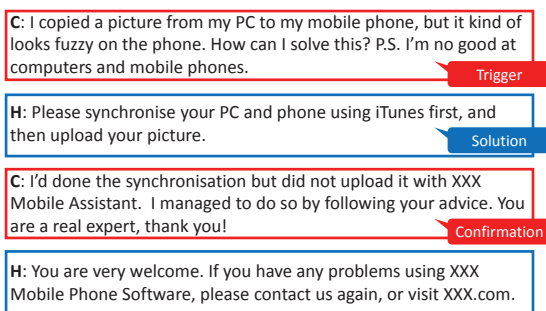 C: I copied a picture from my PC to my mobile phone, but it kind of
looks fuzzy on the phone. How can I solve this? P.S. I’m no good at
computers and mobile phones.
Trigger
H: Please synchronise your PC and phone using iTunes first, and
then upload your picture.
Solution
C: I’d done the synchronisation but did not upload it with XXX
Mobile Assistant. I managed to do so by following your advice. You
are a real expert, thank you!
Confirmation
H: You are very welcome. If you have any problems using XXX
Mobile Phone Software, please contact us again, or visit XXX.com.